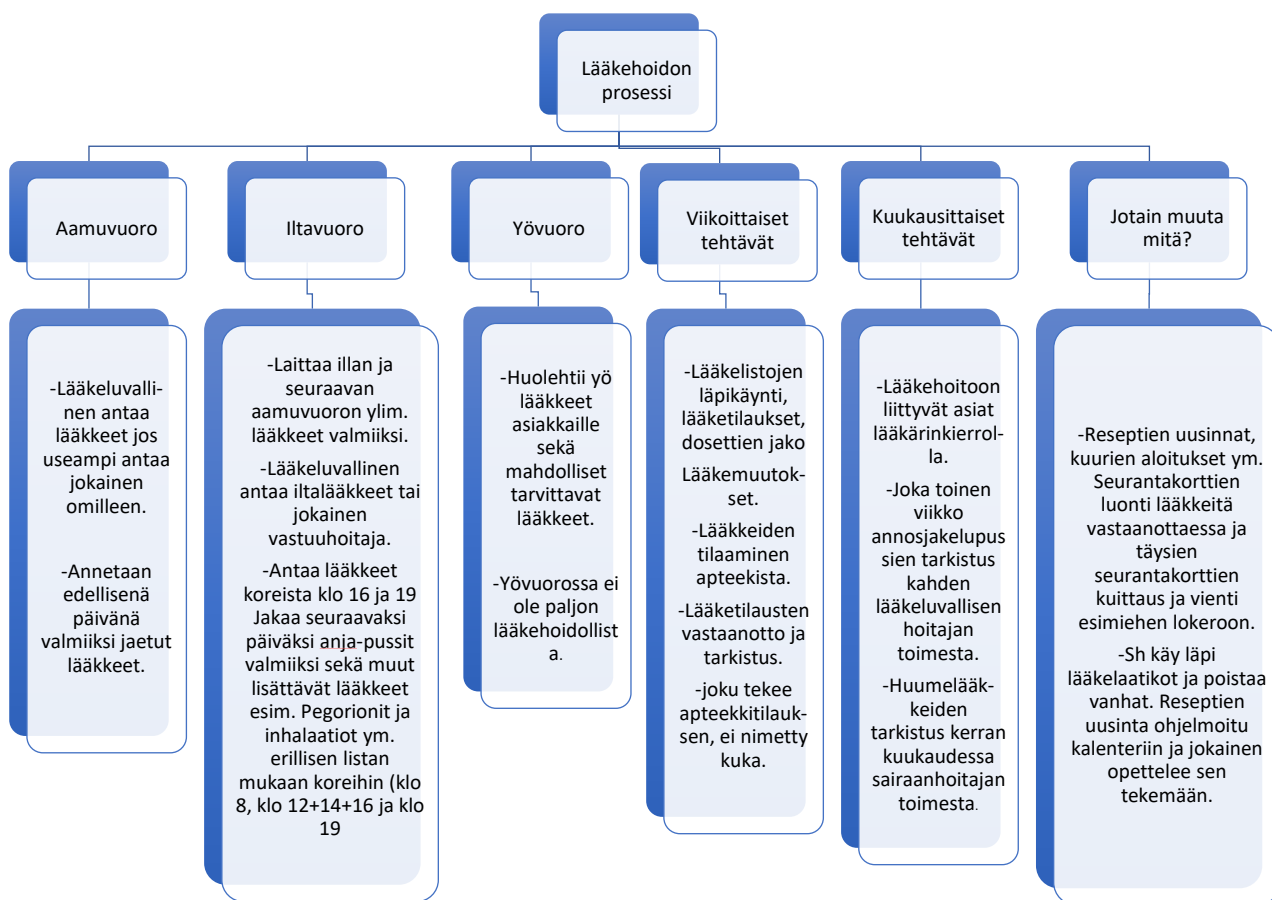 Lääkehoidon
prosessi
Aamuvuoro
Iltavuoro
Yövuoro
Viikoittaiset
tehtävät
Kuukausittaiset
tehtävät
Jotain muuta
mitä?
-Lääkeluvalli-
nen antaa
lääkkeet jos
useampi antaa
jokainen
omilleen.
-Annetaan
edellisenä
päivänä
valmiiksi jaetut
lääkkeet.
-Laittaa illan ja
seuraavan
aamuvuoron ylim.
lääkkeet valmiiksi.
-Lääkeluvallinen
antaa iltalääkkeet tai
jokainen
vastuuhoitaja.
-Antaa lääkkeet
koreista klo 16 ja 19
Jakaa seuraavaksi
päiväksi anja-pussit
valmiiksi sekä muut
lisättävät lääkkeet
esim. Pegorionit ja
inhalaatiot ym.
erillisen listan
mukaan koreihin (klo
8, klo 12+14+16 ja klo
19
-Huolehtii yö
lääkkeet
asiakkaille
sekä
mahdolliset
tarvittavat
lääkkeet.
-Yövuorossa ei
ole paljon
lääkehoidollist
a.
-Lääkelistojen
läpikäynti,
lääketilaukset,
dosettien jako
Lääkemuutok-
set.
-Lääkkeiden
tilaaminen
apteekista.
-Lääketilausten
vastaanotto ja
tarkistus.
-joku tekee
apteekkitilauk-
sen, ei nimetty
kuka.
-Lääkehoitoon
liittyvät asiat
lääkärinkierrol-
la.
-Joka toinen
viikko
annosjakelupus
sien tarkistus
kahden
lääkeluvallisen
hoitajan
toimesta.
-Huumelääk-
keiden
tarkistus kerran
kuukaudessa
sairaanhoitajan
toimesta.
-Reseptien uusinnat,
kuurien aloitukset ym.
Seurantakorttien
luonti lääkkeitä
vastaanottaessa ja
täysien
seurantakorttien
kuittaus ja vienti
esimiehen lokeroon.
-Sh käy läpi
lääkelaatikot ja poistaa
vanhat. Reseptien
uusinta ohjelmoitu
kalenteriin ja jokainen
opettelee sen
tekemään.